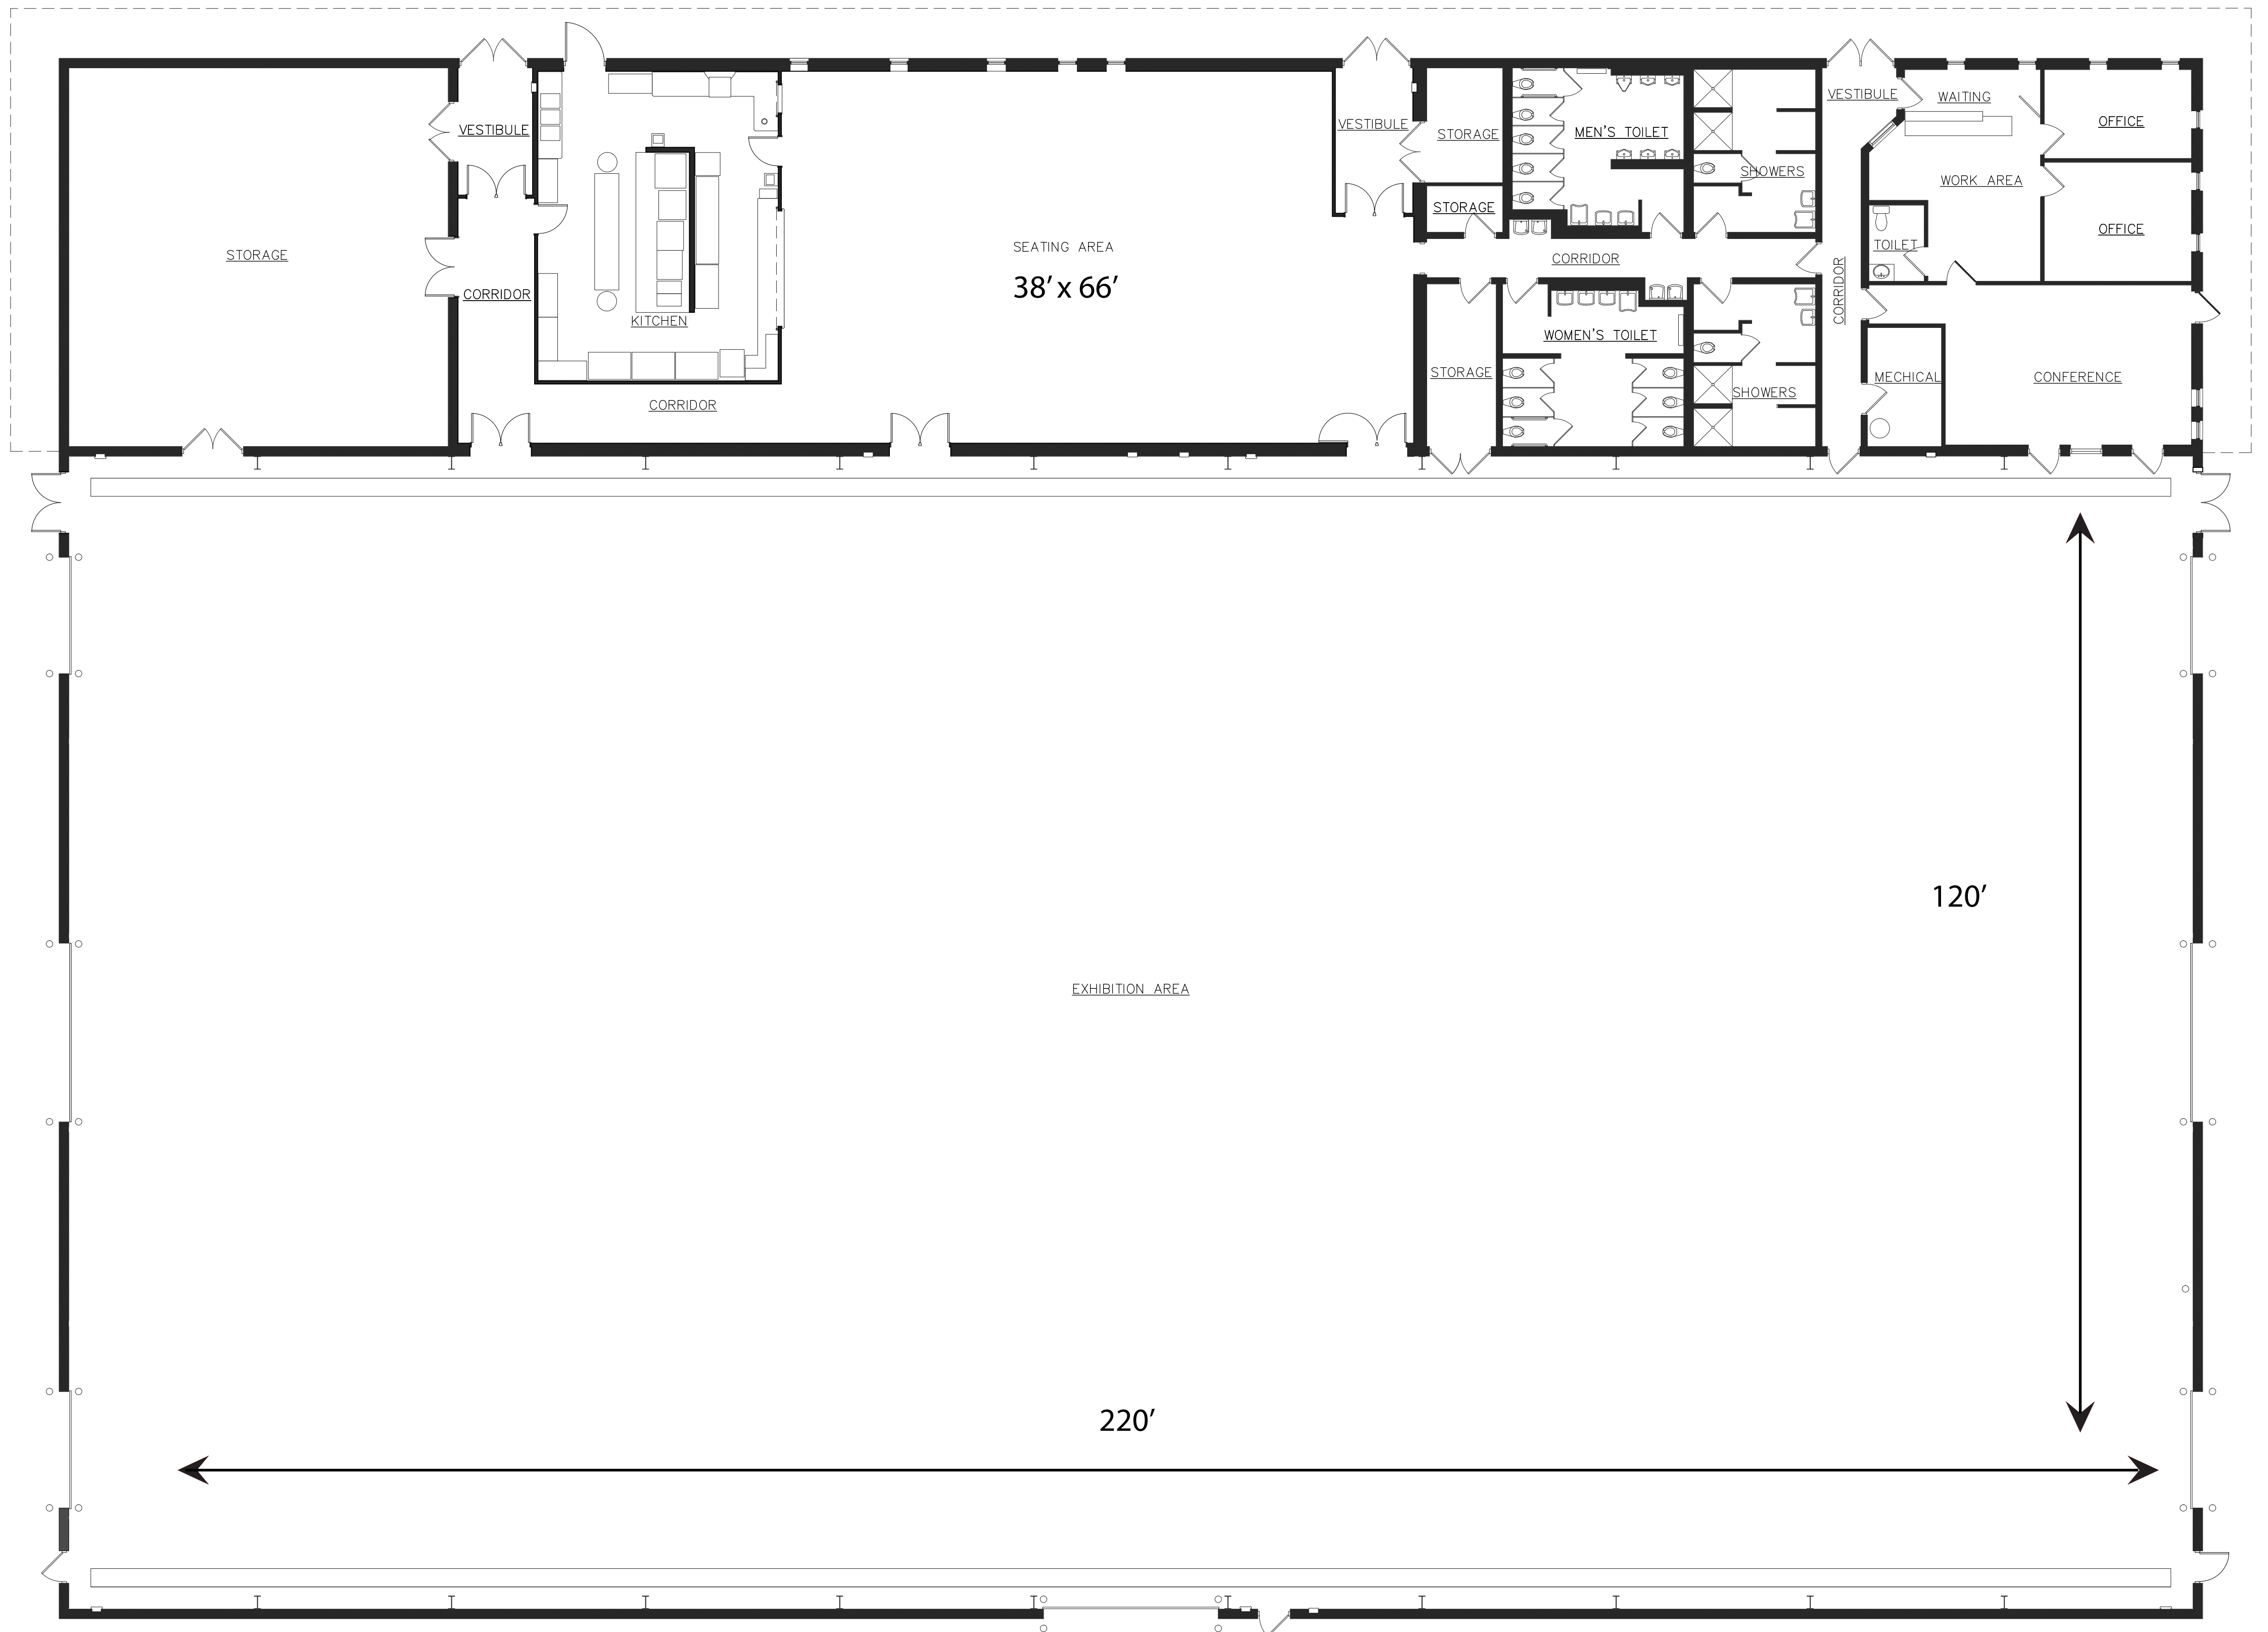 VESTIBULE
VESTIBULE
STORAGE
MEN'S TOILET
SHOWERS
VESTIBULE
WAITING
OFFICE
WORK AREA
STORAGE
OFFICE
STORAGE
SEATING AREA
38’ x 66’
CORRIDOR
TOILET
CORRIDOR
CORRIDOR
KITCHEN
WOMEN'S TOILET
STORAGE
SHOWERS
MECHICAL
CONFERENCE
CORRIDOR
120’
EXHIBITION AREA
220’